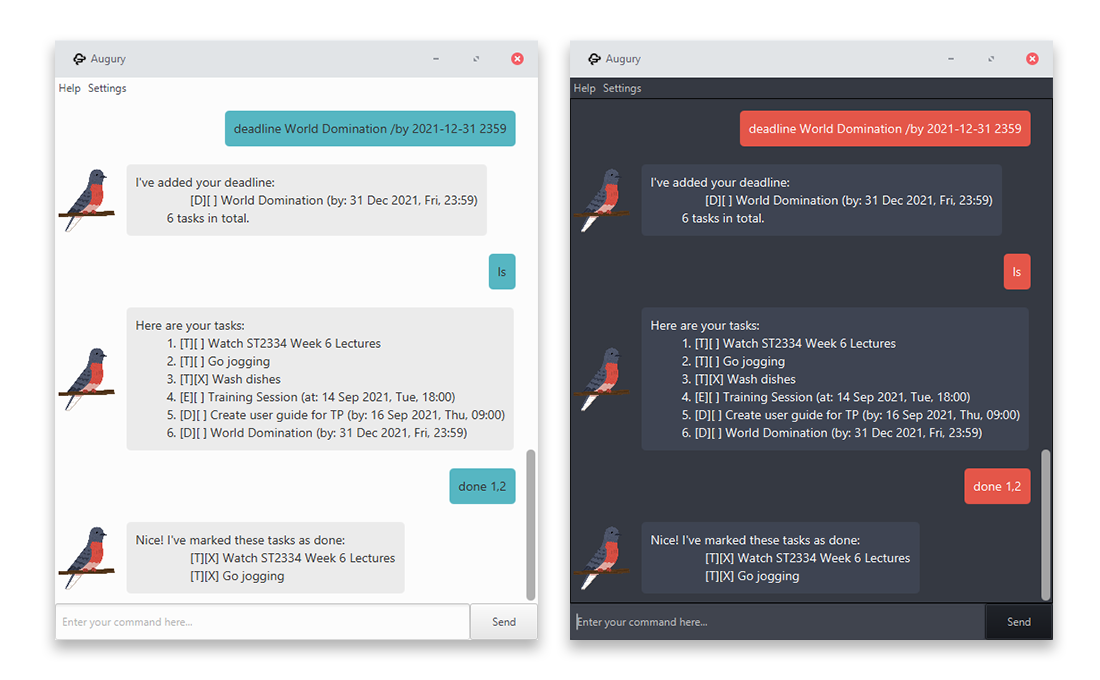 Augury
Help Settings
deadline World Domination /by 2021-12-31 2359
I've added your deadline:
[D][ ] World Domination (by: 31 Dec 2021, Fri, 23:59)
6 tasks in total.
ls
Here are your tasks:
1. [T][ ] Watch ST2334 Week 6 Lectures
2. [T][ ] Go jogging
3. [T][X] Wash dishes
4. [E][ ] Training Session (at: 14 Sep 2021, Tue, 18:00)
5. [D][ ] Create user guide for TP (by: 16 Sep 2021, Thu, 09:00)
6. [D][ ] World Domination (by: 31 Dec 2021, Fri, 23:59)
done 1,2
Nice! I've marked these tasks as done:
[T][X] Watch ST2334 Week 6 Lectures
[T][X] Go jogging
Enter your command here...
Send
Augury
Help Settings
deadline World Domination /by 2021-12-31 2359
I've added your deadline:
[D][ ] World Domination (by: 31 Dec 2021, Fri, 23:59)
6 tasks in total.
ls
Here are your tasks:
1. [T][ ] Watch ST2334 Week 6 Lectures
2. [T][ ] Go jogging
3. [T][X] Wash dishes
4. [E][ ] Training Session (at: 14 Sep 2021, Tue, 18:00)
5. [D][ ] Create user guide for TP (by: 16 Sep 2021, Thu, 09:00)
6. [D][ ] World Domination (by: 31 Dec 2021, Fri, 23:59)
done 1,2
Nice! I've marked these tasks as done:
[T][X] Watch ST2334 Week 6 Lectures
[T][X] Go jogging
Enter your command here...
Send